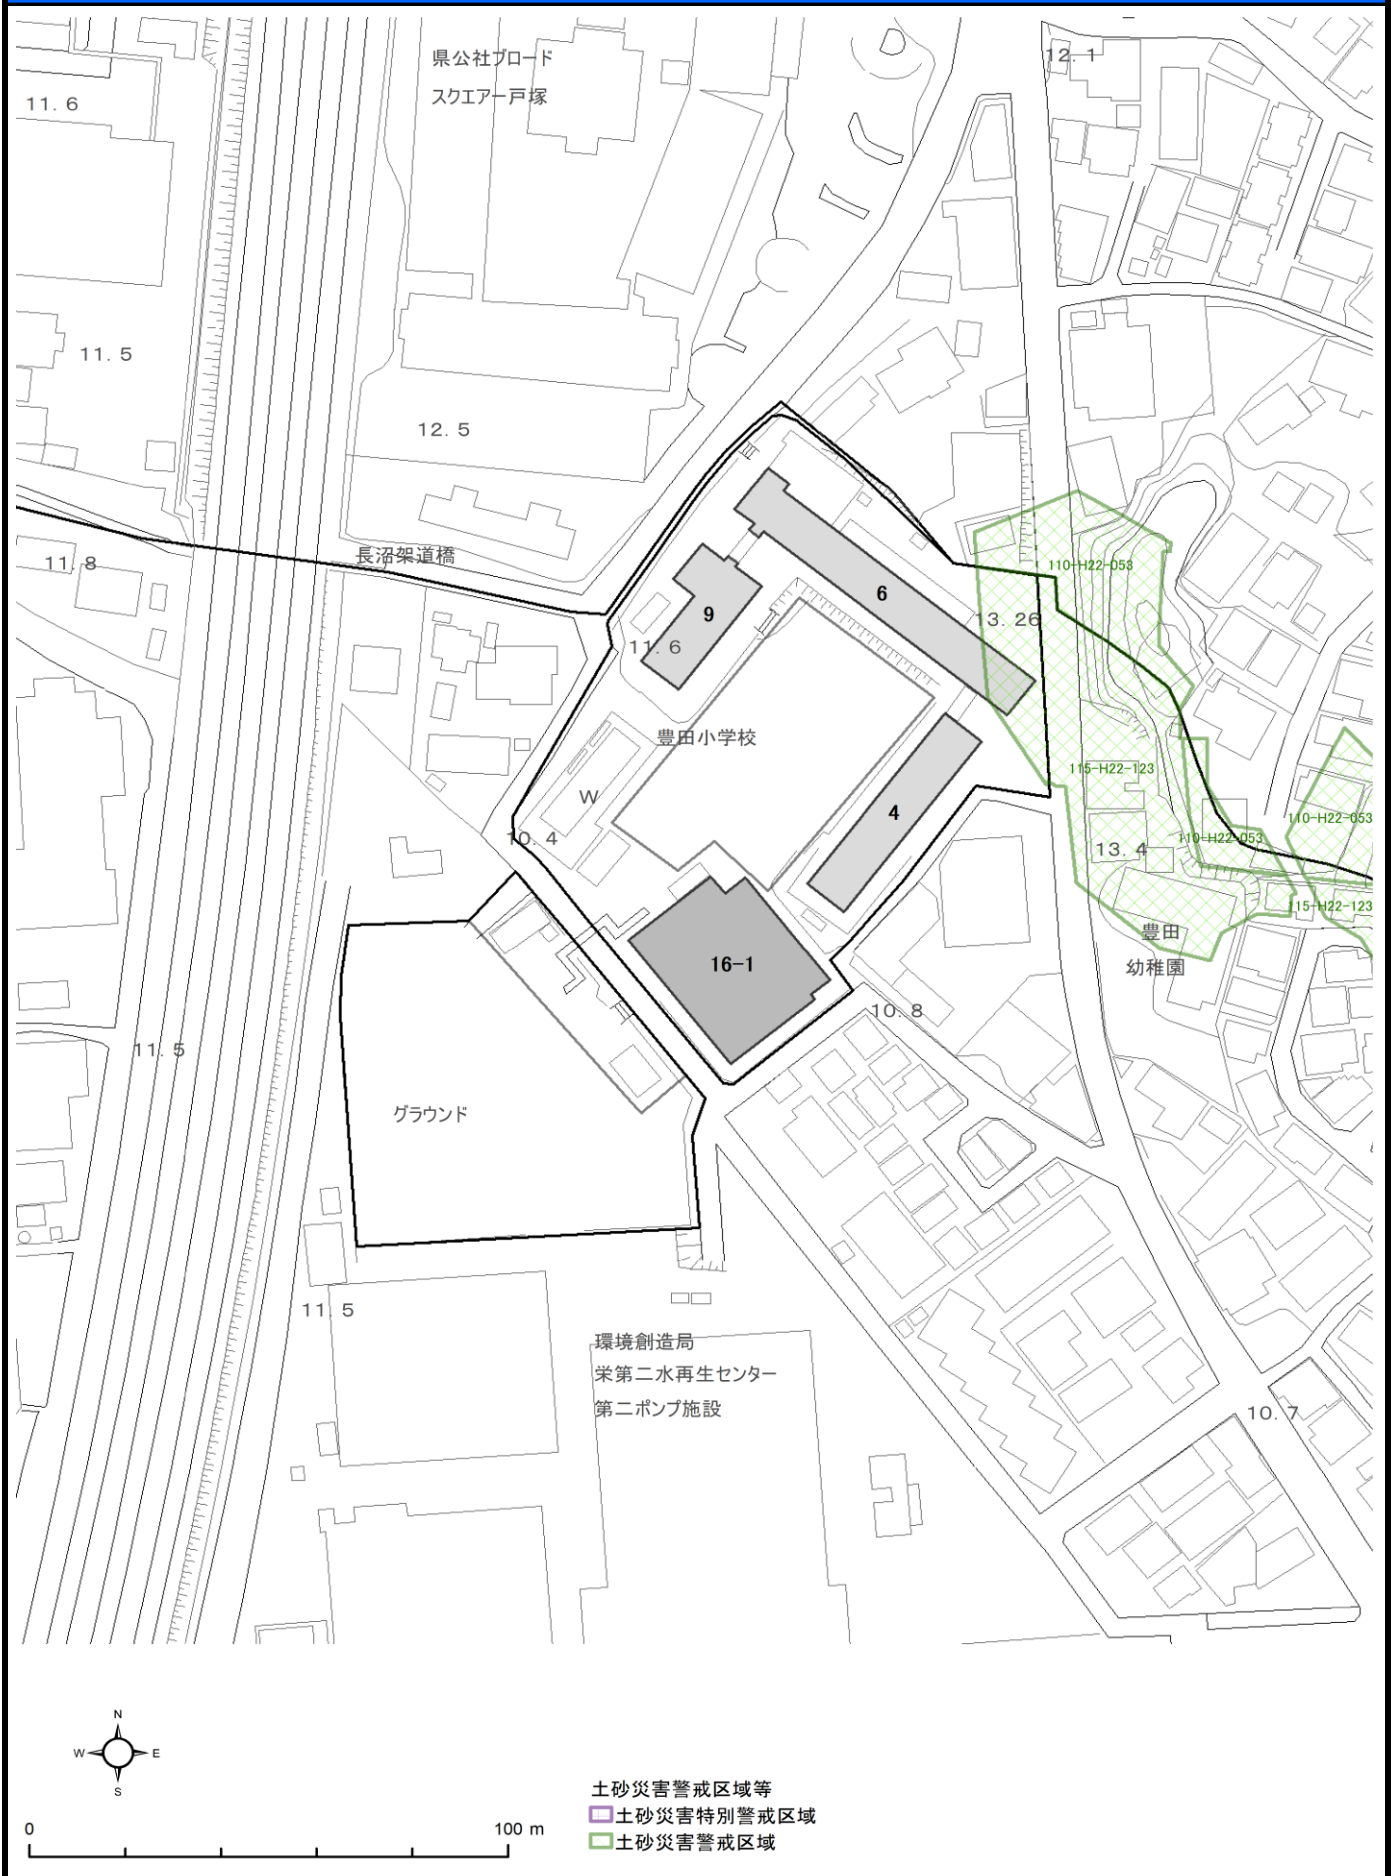 県公社ブロード
スクエアー戸塚
12.1
11.6
11.5
12.5
長沼架道橋
11.8
110-H22-053
6
13.26
9
11.6
豊田小学校
115-H22-123
W
4
10.4
13.4
110-H22-053
110-H22-053
115-H22-123
豊田
幼稚園
16-1
10.8
11.5
グラウンド
11.5
環境創造局
栄第二水再生センター
第二ポンプ施設
10.7
N
W E
S
0 100 m
土砂災害警戒区域等
土砂災害特別警戒区域
土砂災害警戒区域